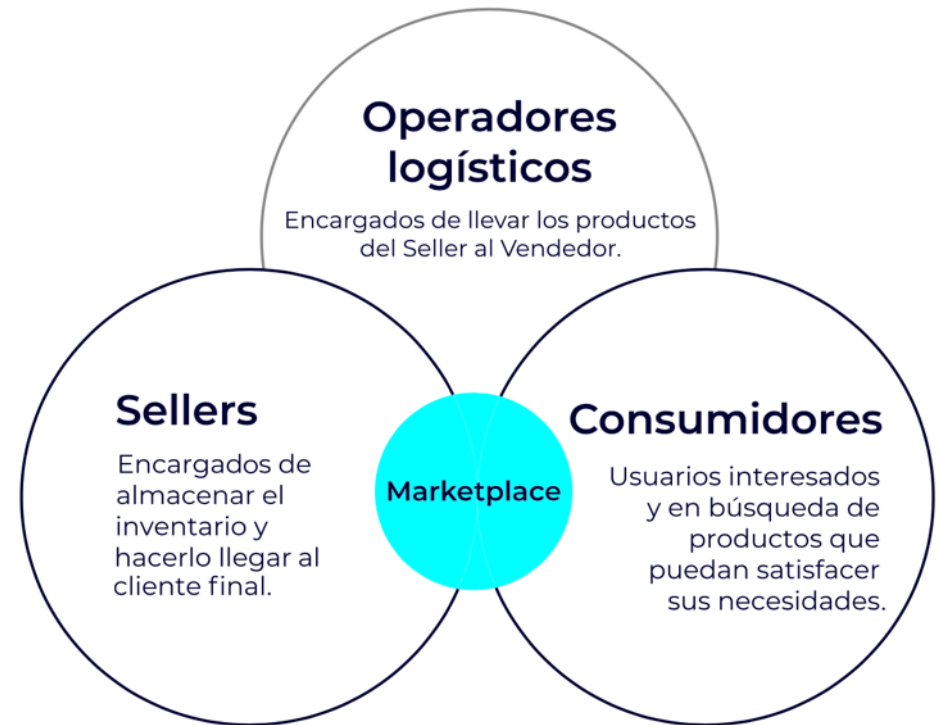 Operadores
logísticos
Encargados de llevar los productos
del Seller al Vendedor.
Sellers
Encargados de
almacenar el
inventario y
hacerlo llegar al
cliente final.
Marketplace
Consumidores
Usuarios interesados
y en búsqueda de
productos que
puedan satisfacer
sus necesidades.